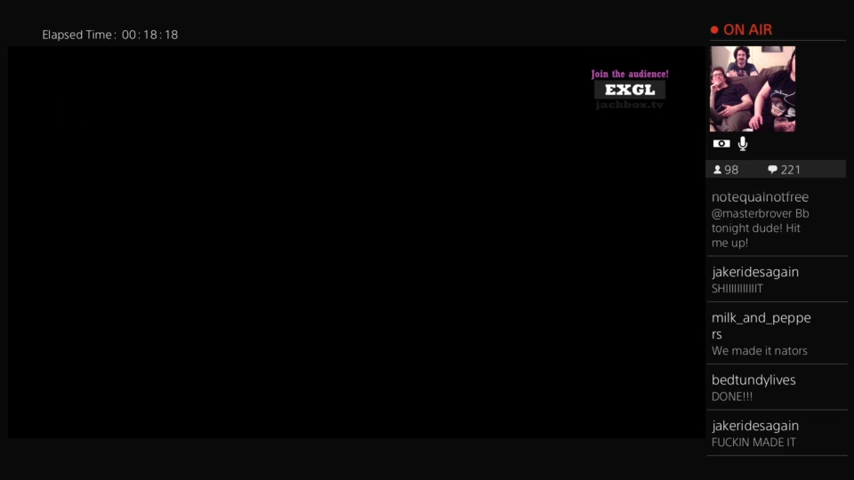 Elapsed Time: 00:18:18
ON AIR
Join the audience!
EXGL
jackbox.tv
98 221
notequalnotfree
@masterbrover Bb
tonight dude! Hit
me up!
jakeridesagain
SHIIIIIIIIIIIT
milk_and_peppe
rs
We made it nators
bedtundylives
DONE!!!
jakeridesagain
FUCKIN MADE IT